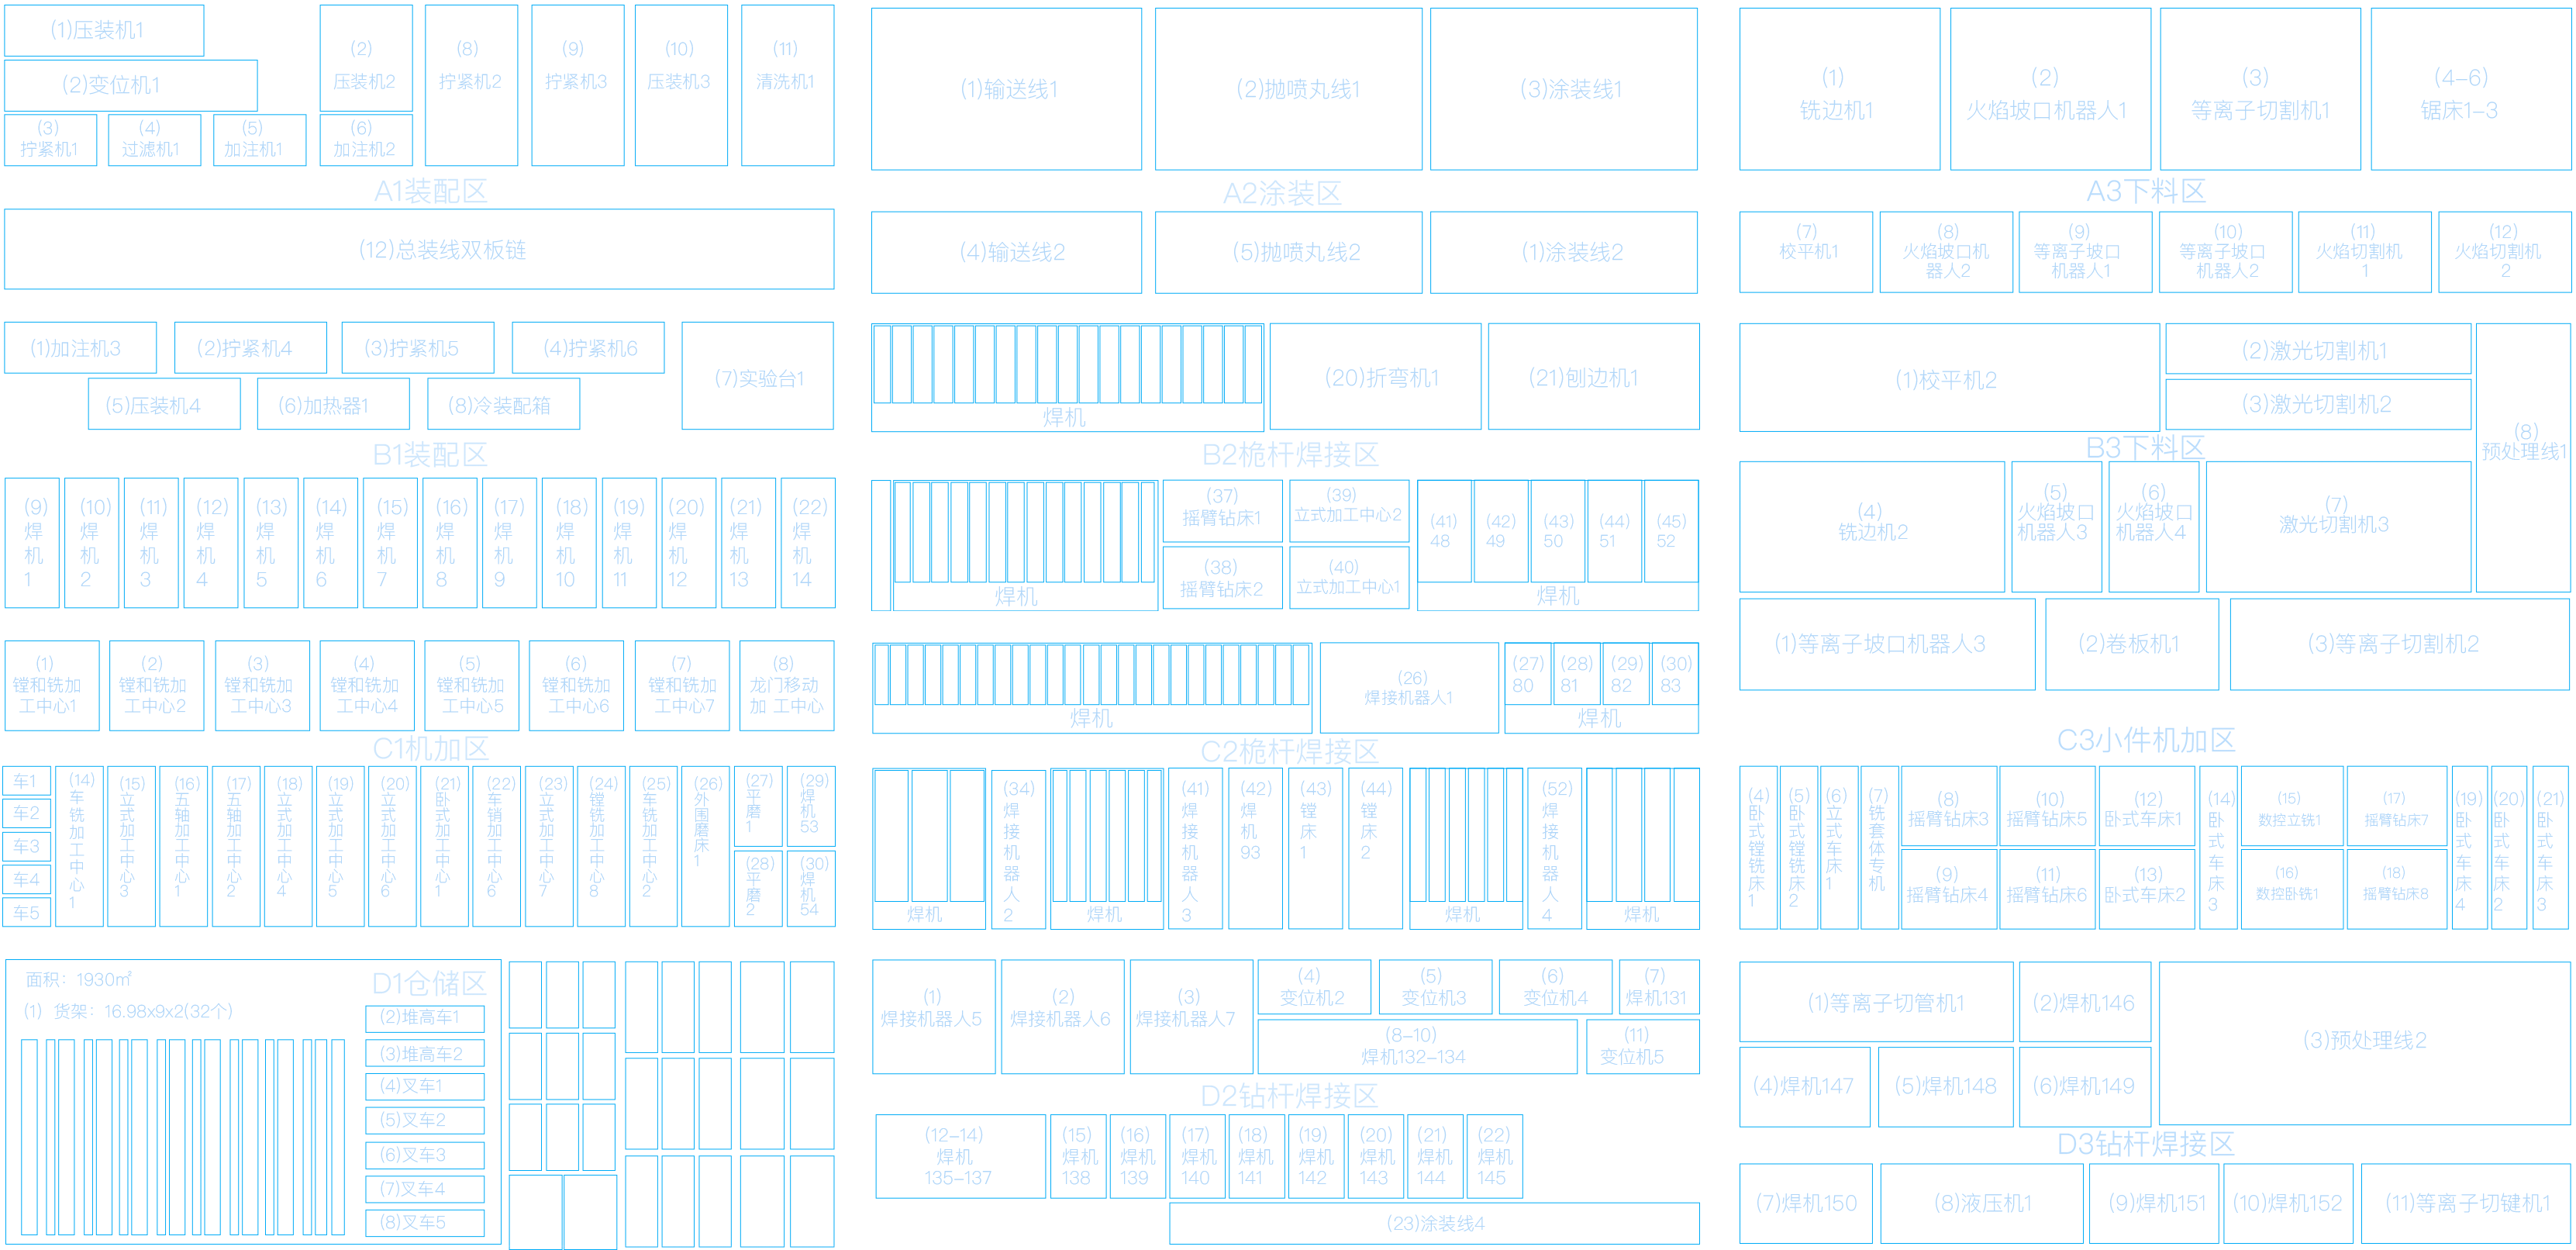 (1)压装机1
(2)变位机1
(3)
拧紧机1
(4)
过滤机1
(5)
加注机1
(2)
压装机2
(6)
加注机2
(8)
拧紧机2
(9)
拧紧机3
(10)
压装机3
(11)
清洗机1
A1装配区
(12)总装线双板链
(1)输送线1
(2)抛喷丸线1
(3)涂装线1
A2涂装区
(4)输送线2
(5)抛喷丸线2
(1)涂装线2
(1)
铣边机1
(2)
火焰坡口机器人1
(3)
等离子切割机1
(4-6)
锯床1-3
A3下料区
(7)
校平机1
(8)
火焰坡口机
器人2
(9)
等离子坡口
机器人1
(10)
等离子坡口
机器人2
(11)
火焰切割机
1
(12)
火焰切割机
2
(1)加注机3
(2)拧紧机4
(3)拧紧机5
(4)拧紧机6
(5)压装机4
(6)加热器1
(8)冷装配箱
(7)实验台1
B1装配区
(9)
焊
机
1
(10)
焊
机
2
(11)
焊
机
3
(12)
焊
机
4
(13)
焊
机
5
(14)
焊
机
6
(15)
焊
机
7
(16)
焊
机
8
(17)
焊
机
9
(18)
焊
机
10
(19)
焊
机
11
(20)
焊
机
12
(21)
焊
机
13
(22)
焊
机
14
焊机
(20)折弯机1
(21)刨边机1
B2桅杆焊接区
焊机
(37)
摇臂钻床1
(38)
摇臂钻床2
(39)
立式加工中心2
(40)
立式加工中心1
(41)
48
(42)
49
(43)
50
(44)
51
(45)
52
焊机
(1)校平机2
(2)激光切割机1
(3)激光切割机2
(8)
预处理线1
B3下料区
(4)
铣边机2
(5)
火焰坡口
机器人3
(6)
火焰坡口
机器人4
(7)
激光切割机3
(1)
镗和铣加
工中心1
(2)
镗和铣加
工中心2
(3)
镗和铣加
工中心3
(4)
镗和铣加
工中心4
(5)
镗和铣加
工中心5
(6)
镗和铣加
工中心6
(7)
镗和铣加
工中心7
(8)
龙门移动
加 工中心
C1机加区
车1
车2
车3
车4
车5
(14)
车铣加工中心1
(15)
立式加工中心3
(16)
五轴加工中心1
(17)
五轴加工中心2
(18)
立式加工中心4
(19)
立式加工中心5
(20)
立式加工中心6
(21)
卧式加工中心1
(22)
车销加工中心6
(23)
立式加工中心7
(24)
镗铣加工中心8
(25)
车铣加工中心2
(26)
外围磨床1
(27)
平磨1
(28)
平磨2
(29)
焊机53
(30)
焊机54
焊机
(26)
焊接机器人1
(27)
80
(28)
81
(29)
82
(30)
83
焊机
C2桅杆焊接区
焊机
(34)
焊接机器人2
焊机
(41)
焊接机器人3
(42)
焊机93
(43)
镗床1
(44)
镗床2
焊机
(52)
焊接机器人4
焊机
(1)等离子坡口机器人3
(2)卷板机1
(3)等离子切割机2
C3小件机加区
(4)
卧式镗铣床1
(5)
卧式镗铣床2
(6)
立式车床1
(7)
铣套体专机
(8)
摇臂钻床3
(9)
摇臂钻床4
(10)
摇臂钻床5
(11)
摇臂钻床6
(12)
卧式车床1
(13)
卧式车床2
(14)
卧式车床3
(15)
数控立铣1
(16)
数控卧铣1
(17)
摇臂钻床7
(18)
摇臂钻床8
(19)
卧式车床4
(20)
卧式车床2
(21)
卧式车床3
面积：1930㎡
D1仓储区
(1) 货架：16.98x9x2(32个)
(2)堆高车1
(3)堆高车2
(4)叉车1
(5)叉车2
(6)叉车3
(7)叉车4
(8)叉车5
(1)
焊接机器人5
(2)
焊接机器人6
(3)
焊接机器人7
(4)
变位机2
(5)
变位机3
(6)
变位机4
(7)
焊机131
(8-10)
焊机132-134
(11)
变位机5
D2钻杆焊接区
(12-14)
焊机
135-137
(15)
焊机
138
(16)
焊机
139
(17)
焊机
140
(18)
焊机
141
(19)
焊机
142
(20)
焊机
143
(21)
焊机
144
(22)
焊机
145
(23)涂装线4
(1)等离子切管机1
(2)焊机146
(3)预处理线2
(4)焊机147
(5)焊机148
(6)焊机149
D3钻杆焊接区
(7)焊机150
(8)液压机1
(9)焊机151
(10)焊机152
(11)等离子切键机1